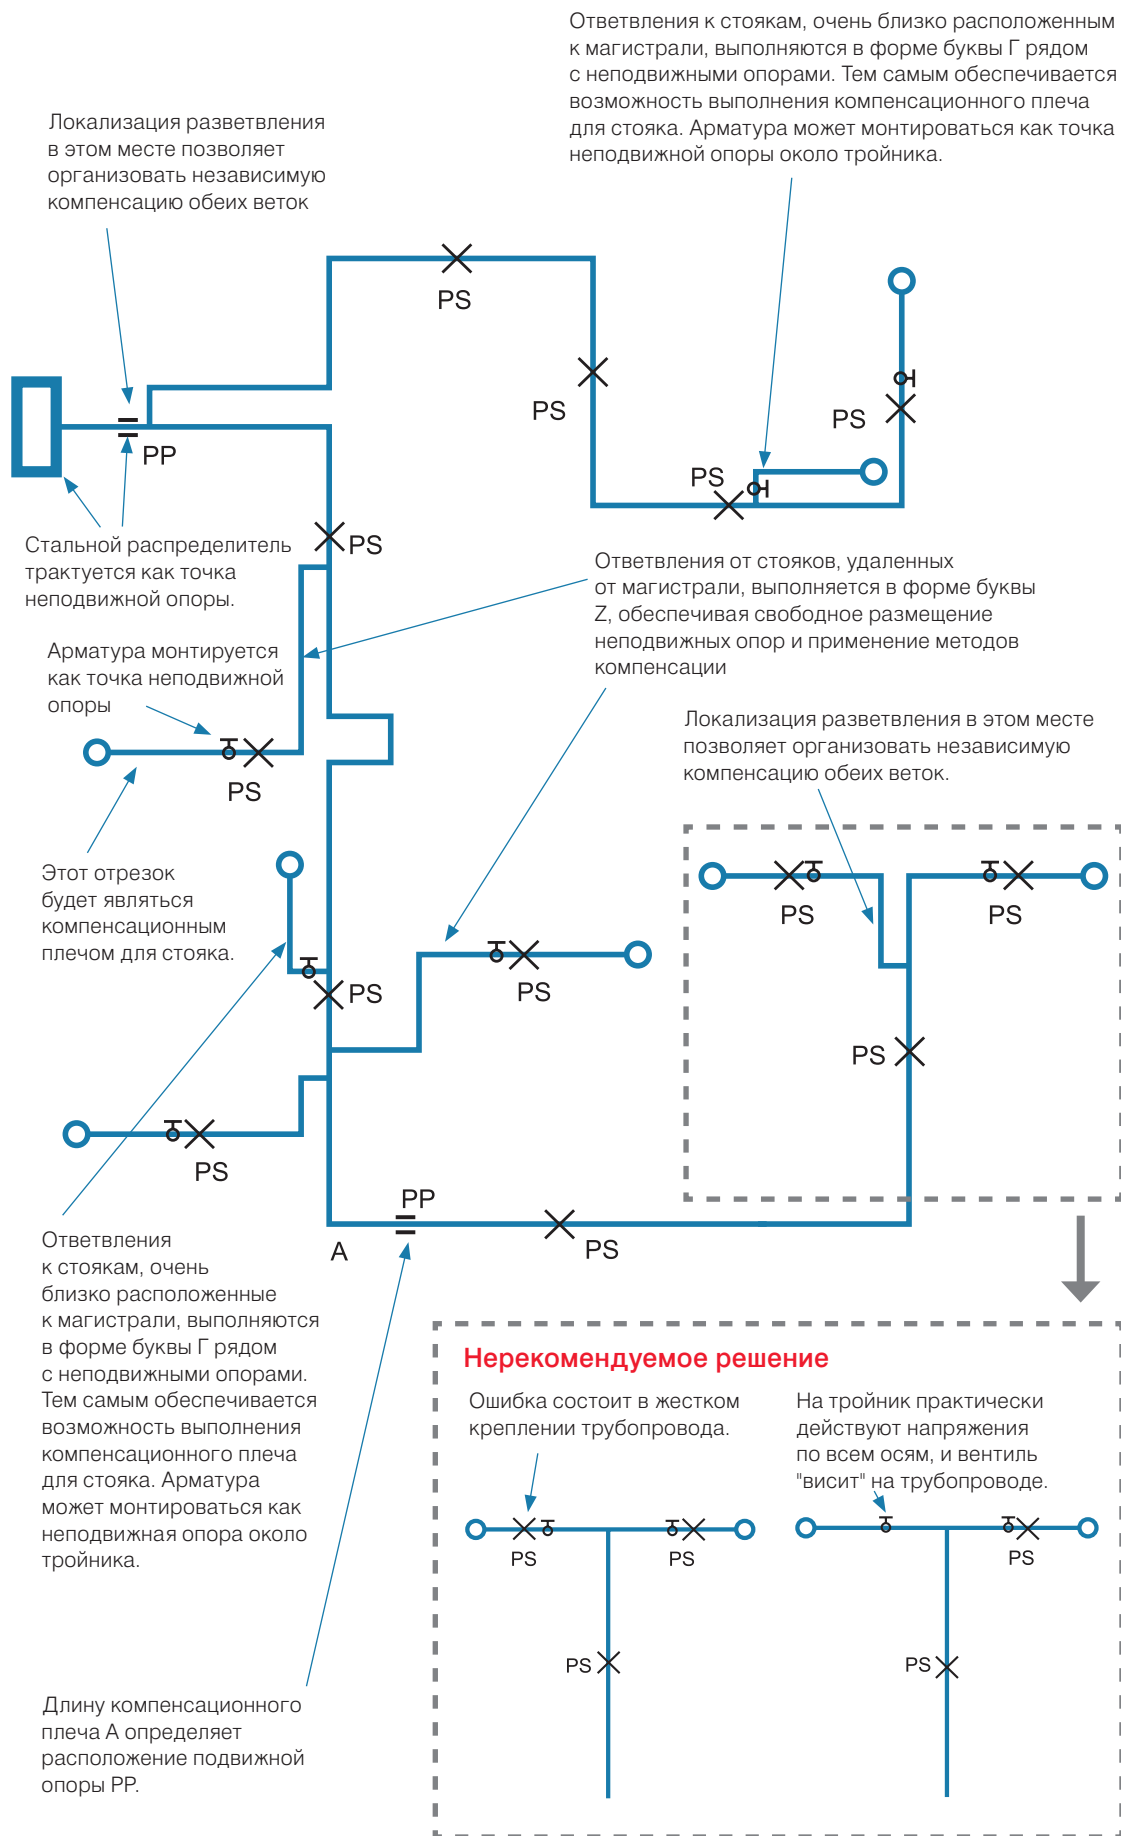 Ответвления к стоякам, очень близко расположенным
к магистрали, выполняются в форме буквы Г рядом
с неподвижными опорами. Тем самым обеспечивается
возможность выполнения компенсационного плеча
для стояка. Арматура может монтироваться как точка
неподвижной опоры около тройника.
Локализация разветвления
в этом месте позволяет
организовать независимую
компенсацию обеих веток
PS
PS
PS
PP
PS
PS
Стальной распределитель
трактуется как точка
неподвижной опоры.
Ответвления от стояков, удаленных
от магистрали, выполняется в форме буквы
Z, обеспечивая свободное размещение
неподвижных опор и применение методов
компенсации
Арматура монтируется
как точка неподвижной
опоры
PS
Локализация разветвления в этом месте
позволяет организовать независимую
компенсацию обеих веток.
Этот отрезок
будет являться
компенсационным
плечом для стояка.
PS
PS
PS
PS
PS
PS
PP
A
PS
Ответвления
к стоякам, очень
близко расположенные
к магистрали, выполняются
в форме буквы Г рядом
с неподвижными опорами.
Тем самым обеспечивается
возможность выполнения
компенсационного плеча
для стояка. Арматура
может монтироваться как
неподвижная опора около
тройника.
Нерекомендуемое решение
Ошибка состоит в жестком
креплении трубопровода.
На тройник практически
действуют напряжения
по всем осям, и вентиль
"висит" на трубопроводе.
PS
PS
PS
PS
PS
Длину компенсационного
плеча А определяет
расположение подвижной
опоры PP.